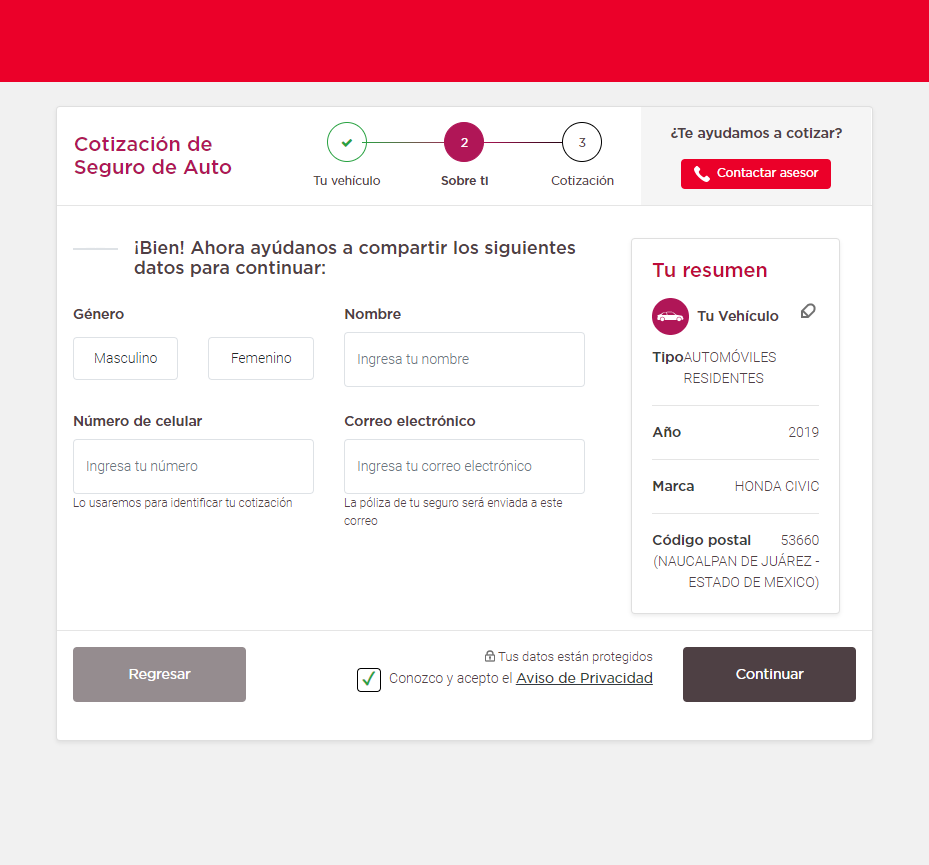 Cotización de
Seguro de Auto
2
3
Tu vehículo
Sobre tI
Cotización
¿Te ayudamos a cotizar?
Contactar asesor
¡Bien! Ahora ayúdanos a compartir los siguientes
datos para continuar:
Género
Masculino
Femenino
Nombre
Ingresa tu nombre
Número de celular
Ingresa tu número
Lo usaremos para identificar tu cotización
Correo electrónico
Ingresa tu correo electrónico
La póliza de tu seguro será enviada a este
correo
Tu resumen
Tu Vehículo
Tipo AUTOMÓVILES
RESIDENTES
Año 2019
Marca HONDA CIVIC
Código postal 53660
(NAUCALPAN DE JUÁREZ -
ESTADO DE MEXICO)
Regresar
Tus datos están protegidos
Conozco y acepto el Aviso de Privacidad
Continuar